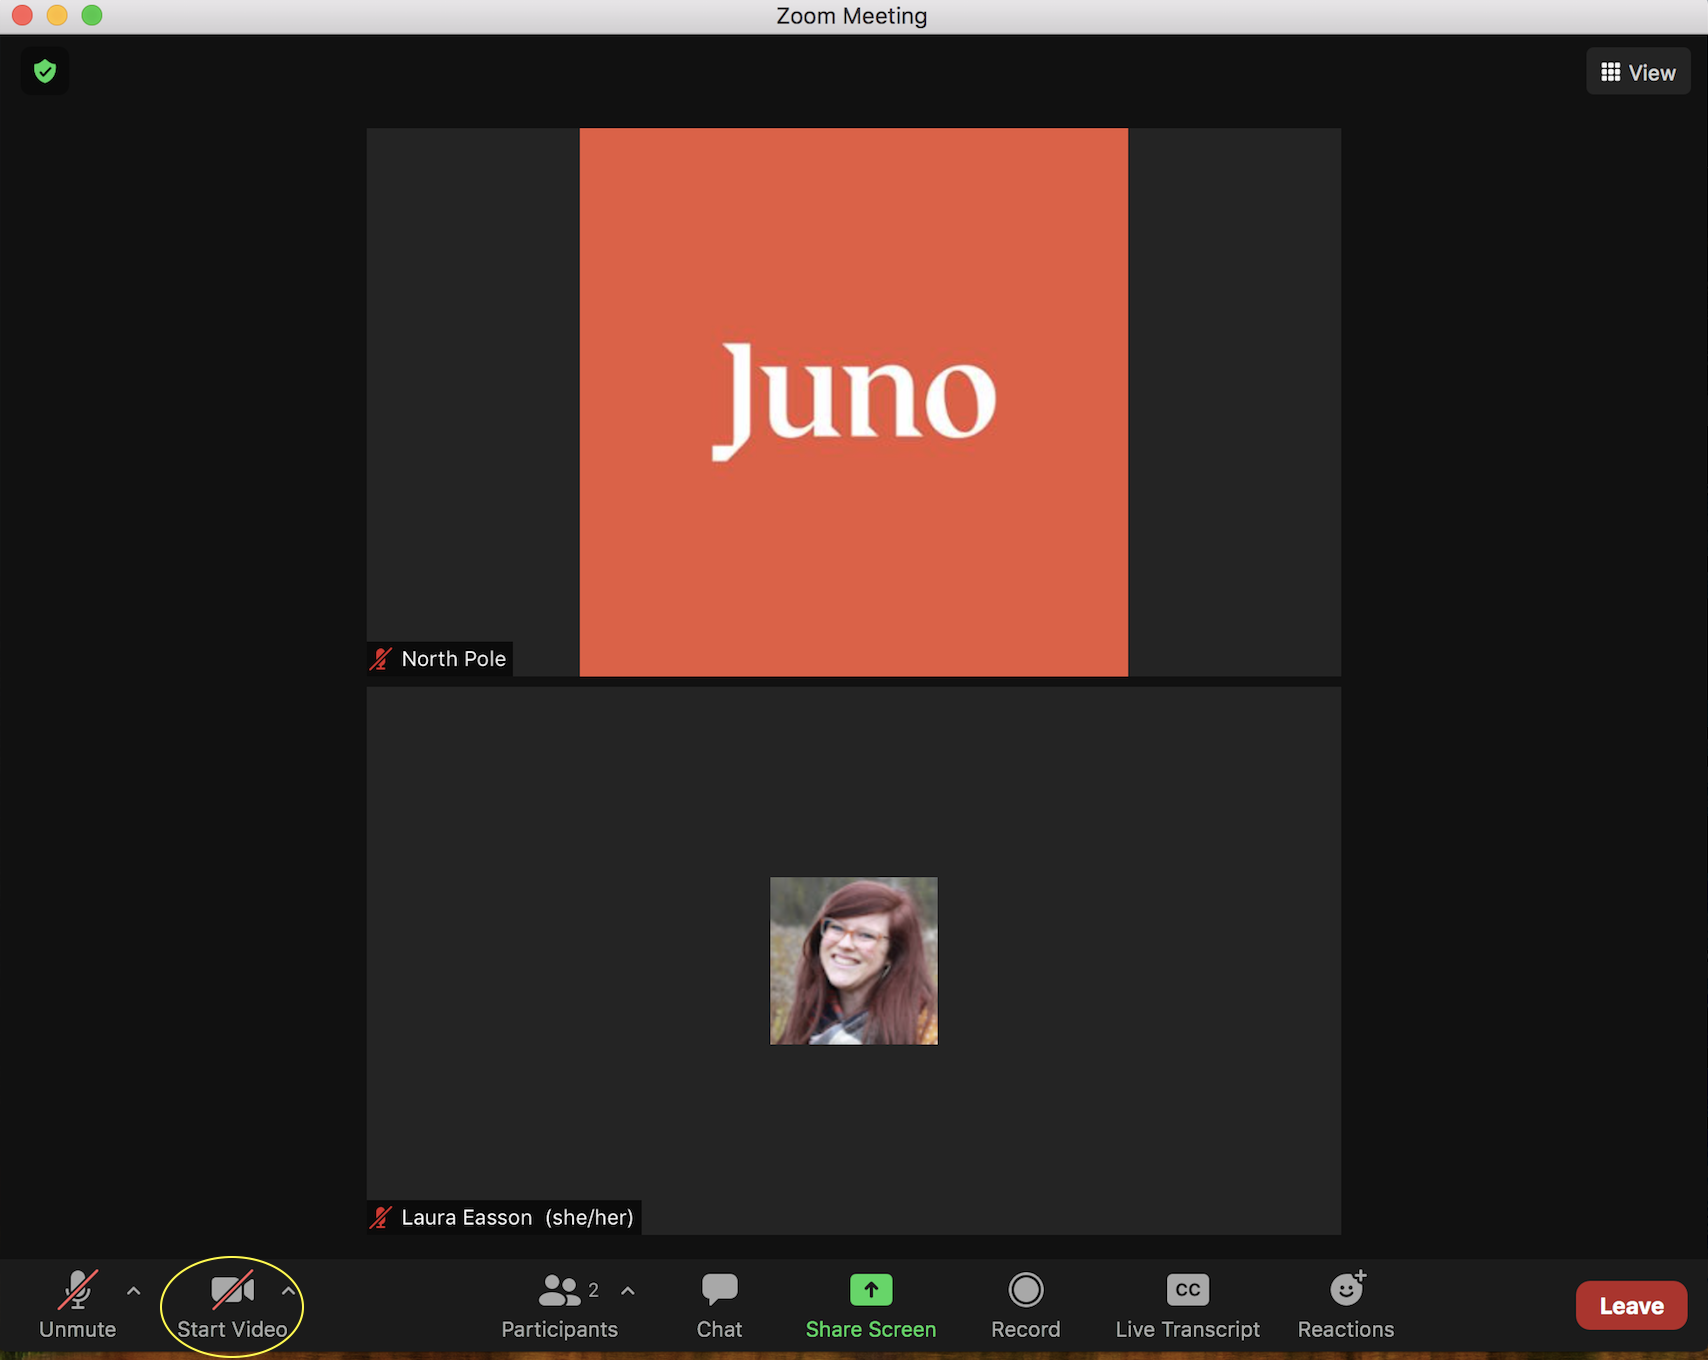 Zoom Meeting
View
Juno
North Pole
Laura Easson (she/her)
2
CC
Unmute
Start Video
Participants
Chat
Share Screen
Record
Live Transcript
Reactions
Leave